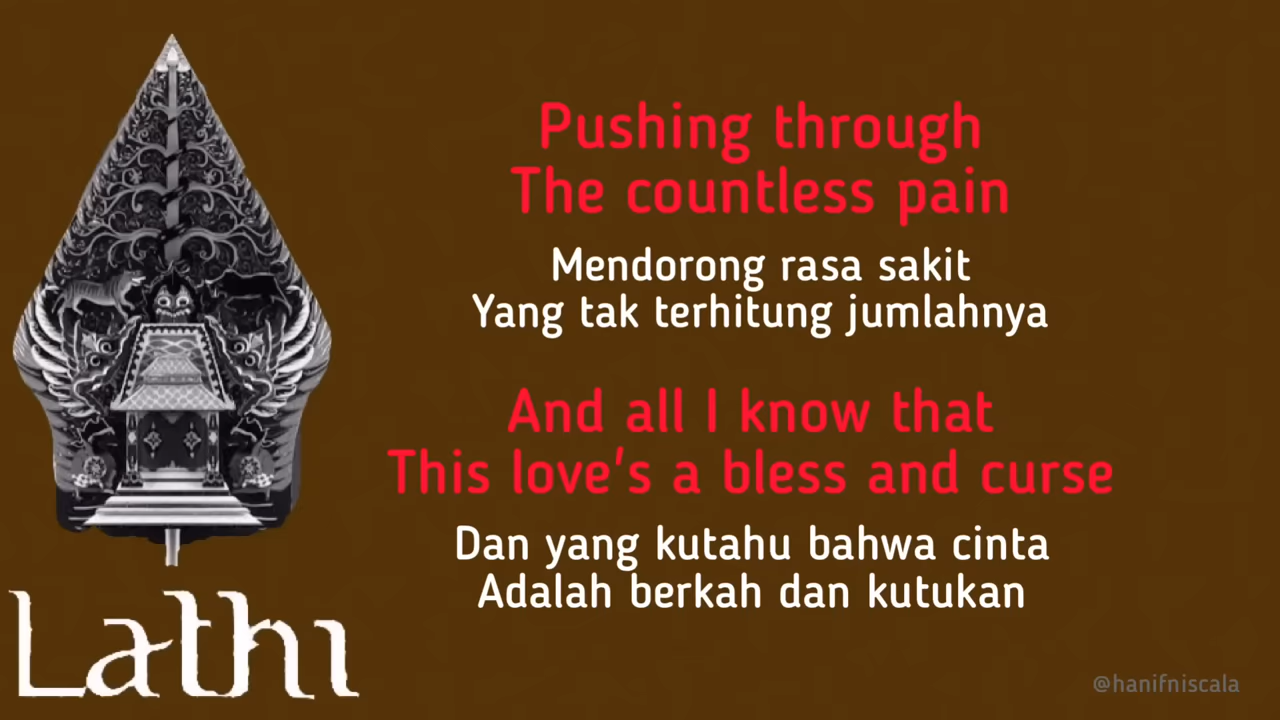 Pushing through
The countless pain
Mendorong rasa sakit
Yang tak terhitung jumlahnya
And all I know that
This love's a bless and curse
Dan yang kutahu bahwa cinta
Adalah berkah dan kutukan
Lathi
@hanifniscala